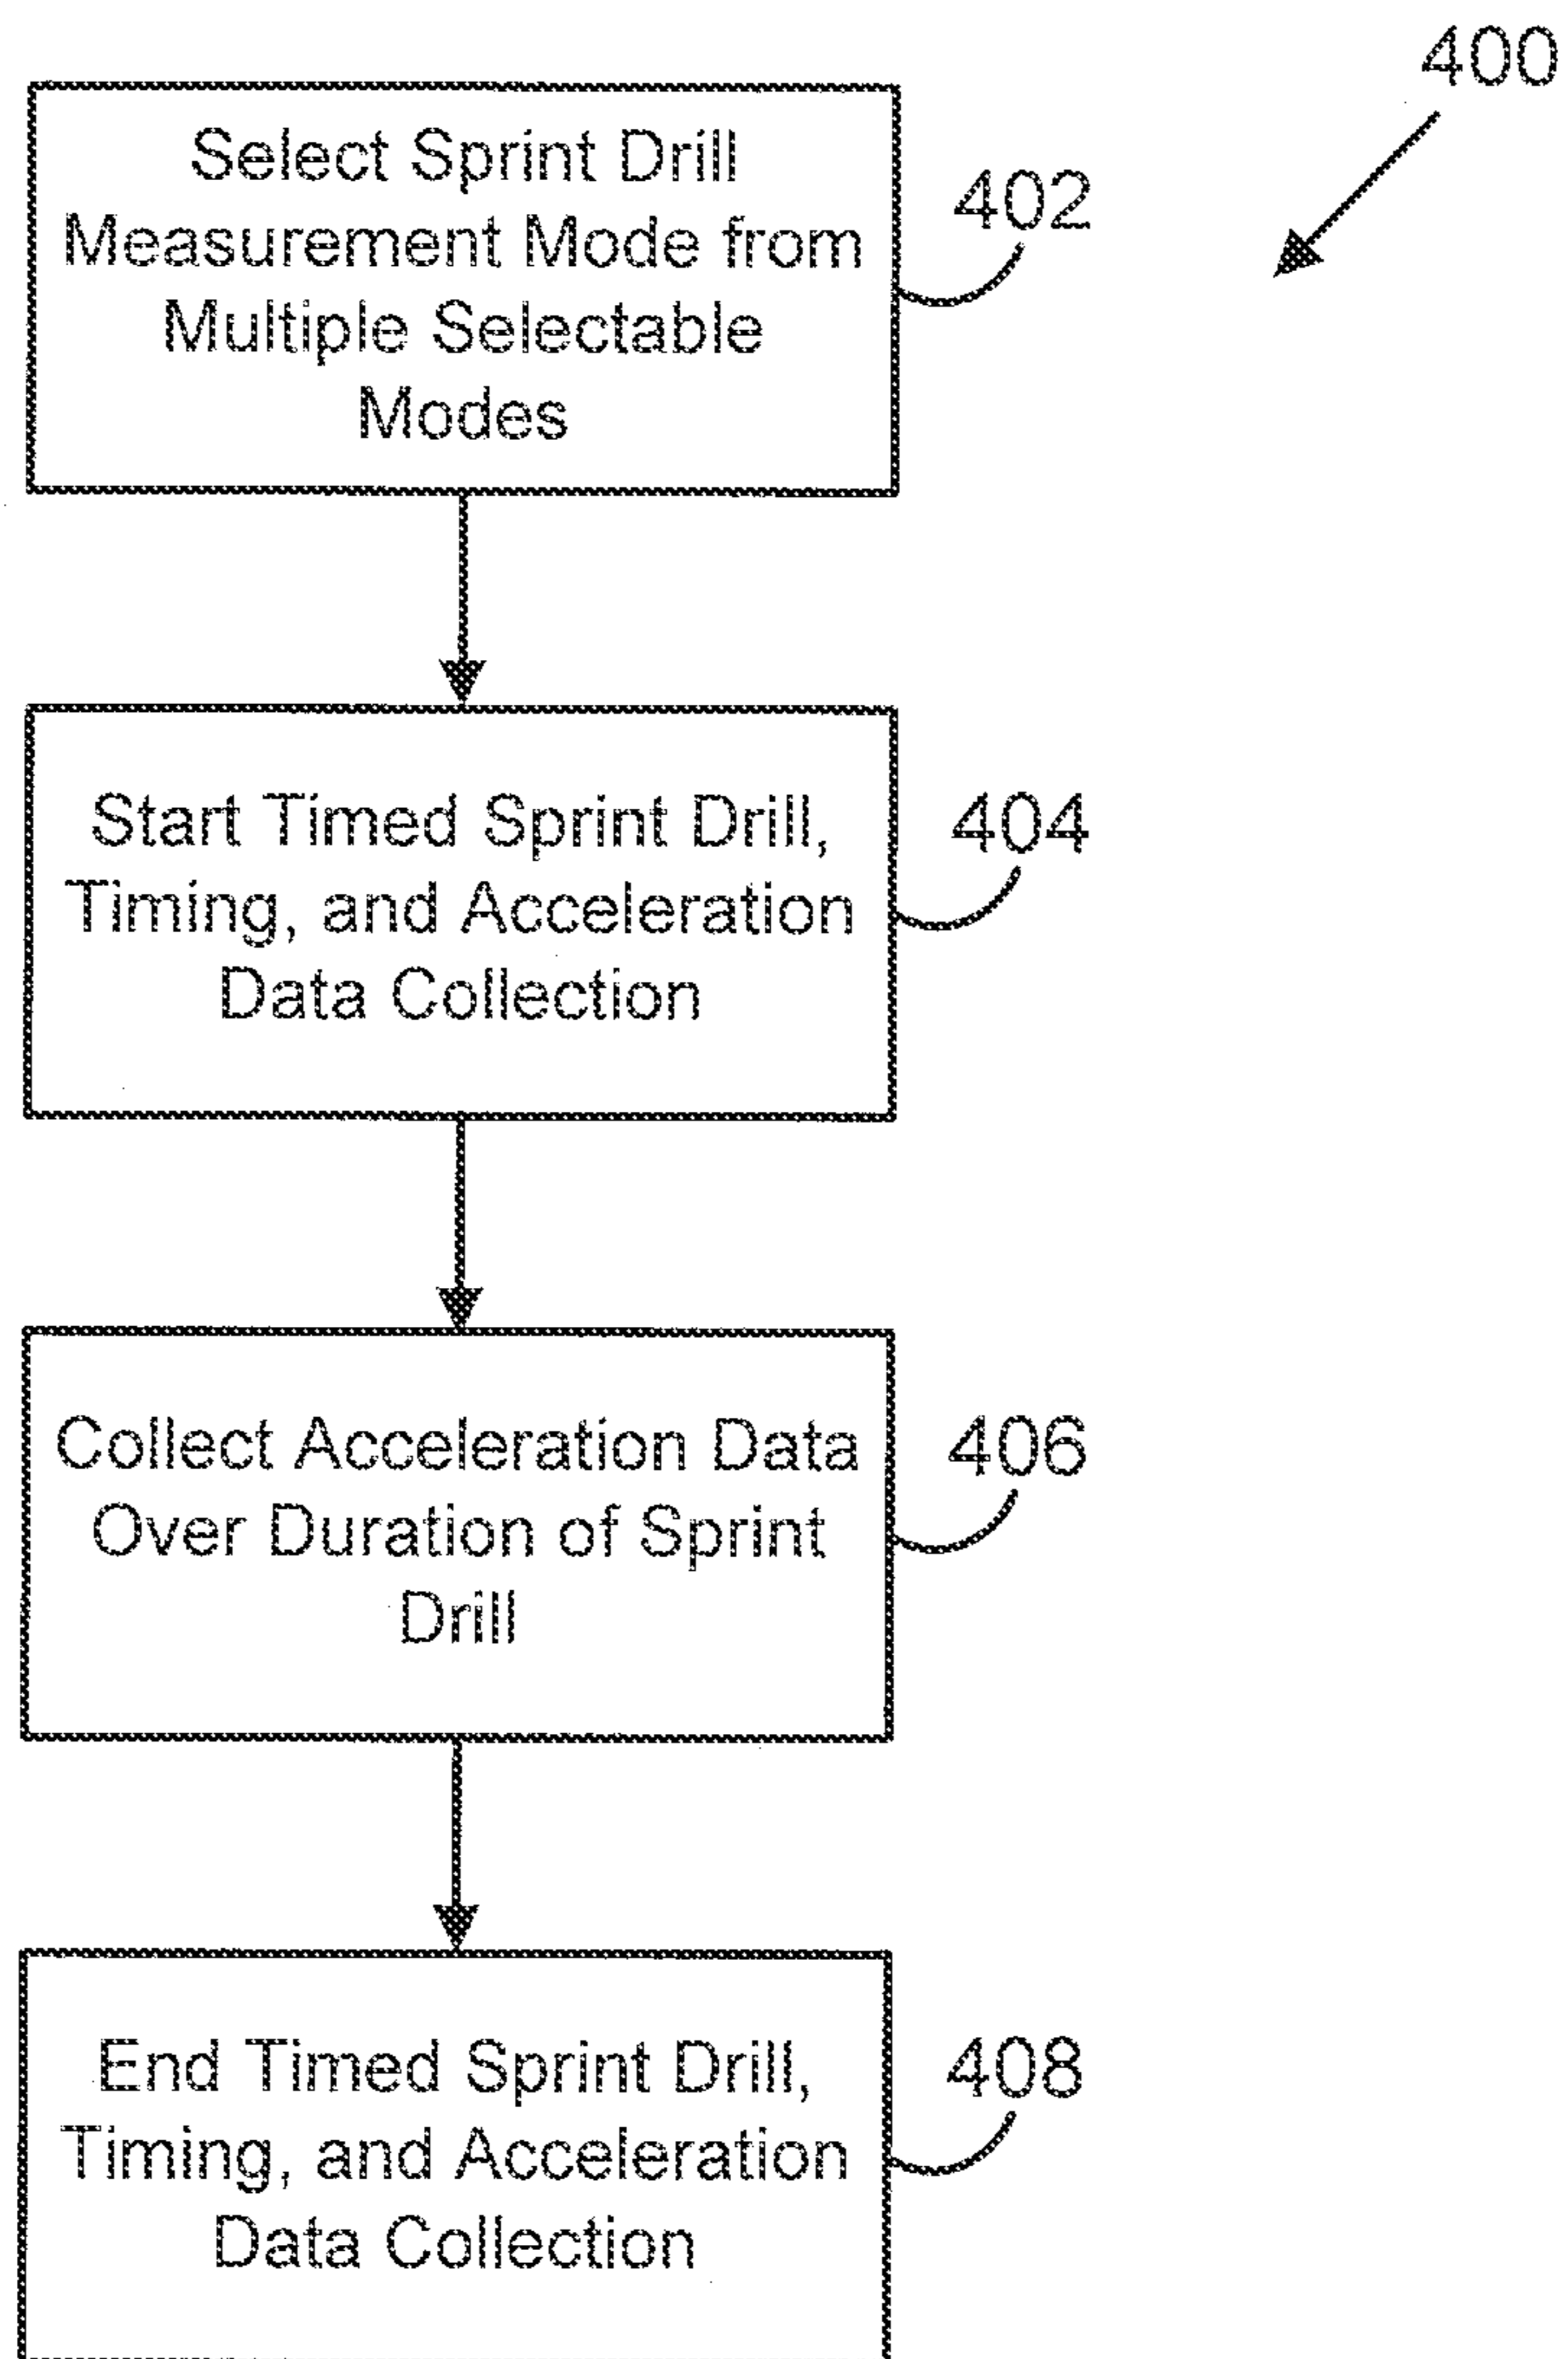 400
Select Sprint Drill
Measurement Mode from
Multiple Selectable
Modes
402
Start Timed Sprint Drill,
Timing, and Acceleration
Data Collection
404
Collect Acceleration Data
Over Duration of Sprint
Drill
406
End Timed Sprint Drill,
Timing, and Acceleration
Data Collection
408